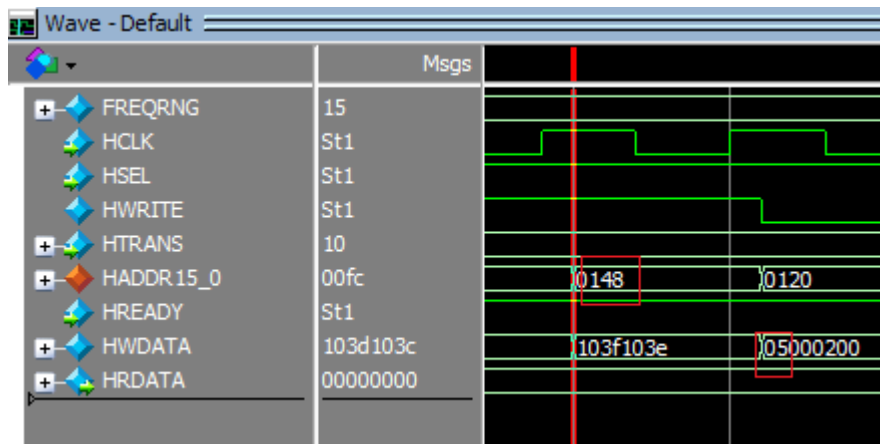 Wave - Default
Msgs
FREQRNG 15
HCLK St1
HSEL St1
HWRITE St1
HTRANS 10
HADDR15_0 00fc 0148 0120
HREADY St1
HWDATA 103d103c 103f103e 05000200
HRDATA 00000000